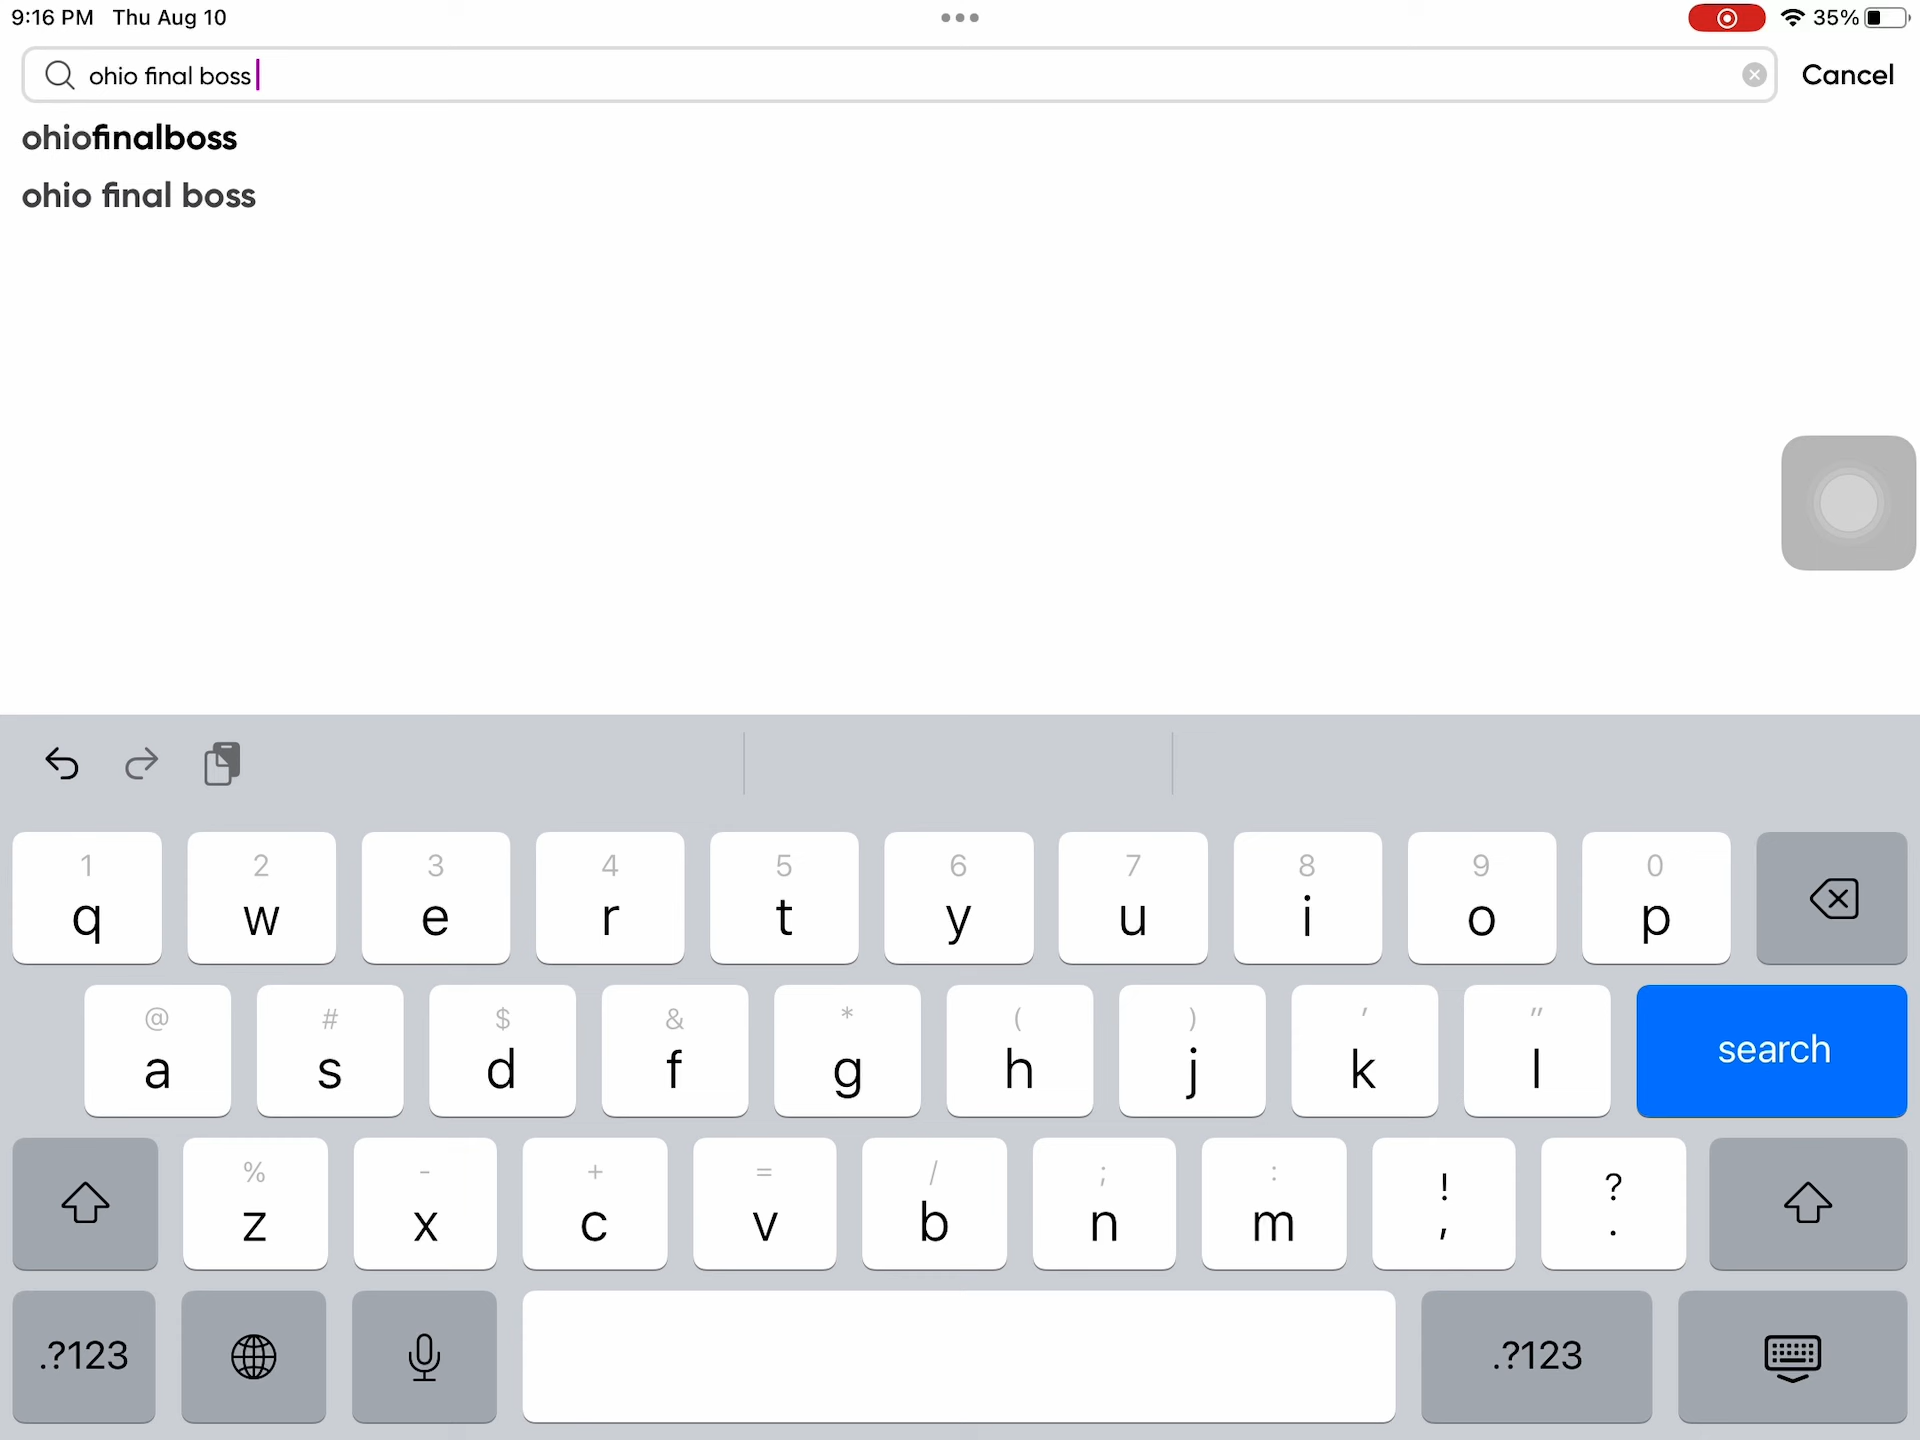 9:16 PM Thu Aug 10
35%
ohio final boss
Cancel
ohiofinalboss
ohio final boss
1 2 3 4 5 6 7 8 9 0
q w e r t y u i o p
@ # $ & * ( ) ' "
a s d f g h j k l
search
% - + = / ; : ! ?
z x c v b n m , .
.?123
.?123